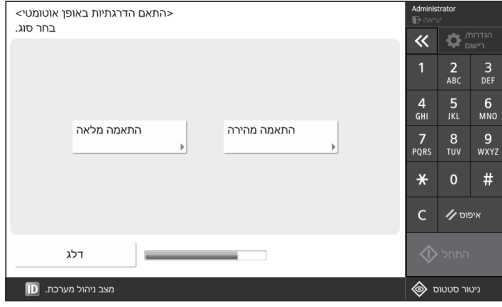 <התאם הדרגתיות באופן אוטומטי>
בחר סוג.
התאמה מלאה
התאמה מהירה
דלג
מצב ניהול מערכת.
ID
Administrator
יציאה
הגדרות/
רישום
1
2
ABC
3
DEF
4
GHI
5
JKL
6
MNO
7
PQRS
8
TUV
9
WXYZ
*
0
#
C
איפוס
התחל
ניטור סטטוס